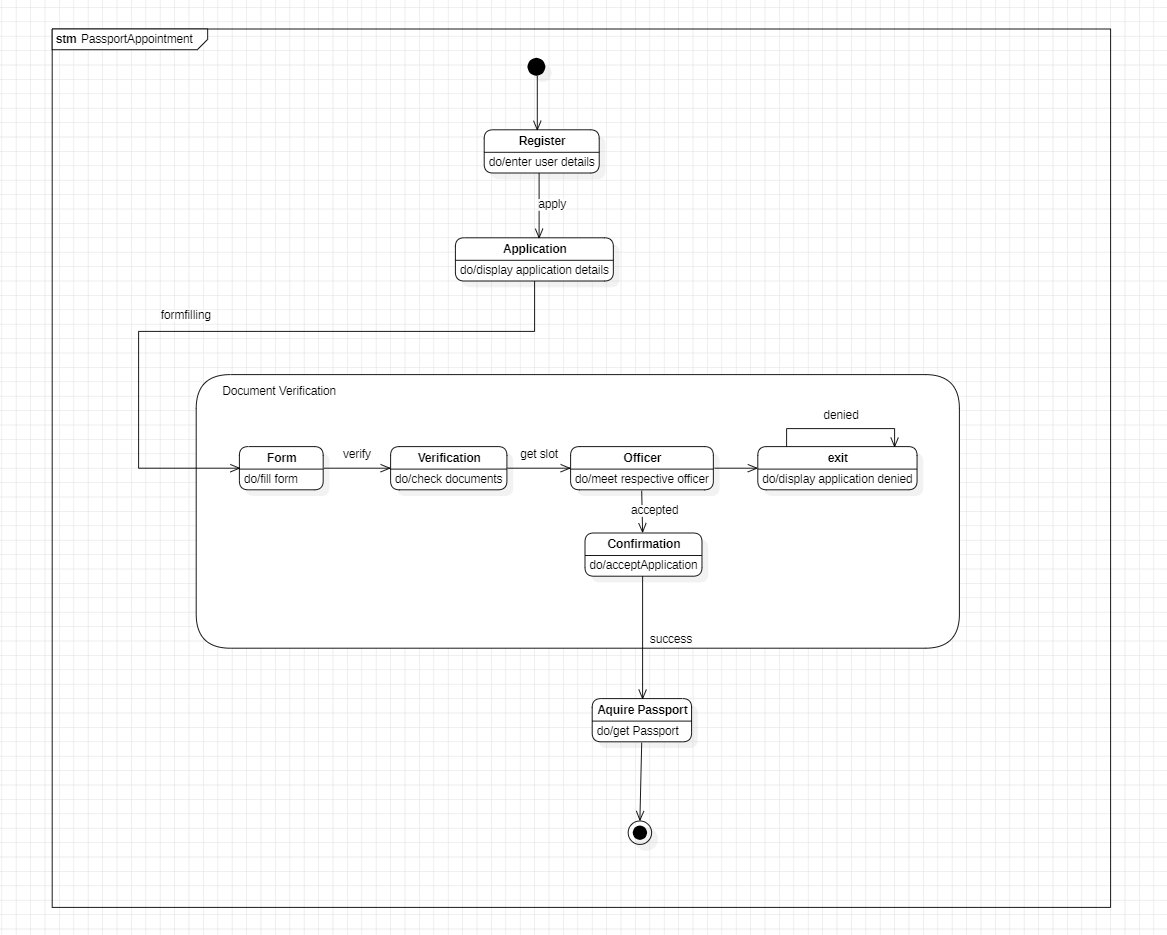 stm PassportAppointment
Register
do/enter user details
apply
Application
do/display application details
formfilling
Document Verification
denied
Form
do/fill form
verify
Verification
do/check documents
get slot
Officer
do/meet respective officer
exit
do/display application denied
accepted
Confirmation
do/acceptApplication
success
Aquire Passport
do/get Passport